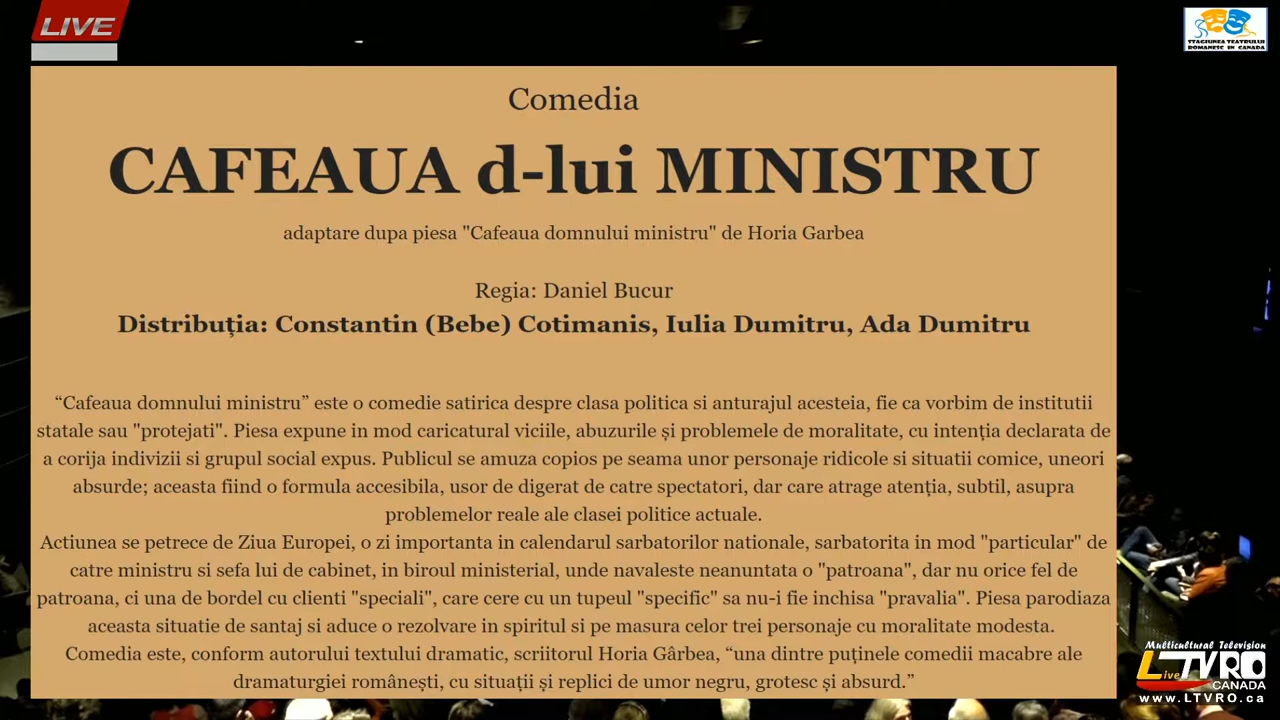 LIVE
STAGIUNEA TEATRULUI
ROMANESC IN CANADA
Comedia
CAFEAUA d-lui MINISTRU
adaptare dupa piesa "Cafeaua domnului ministru" de Horia Garbea
Regia: Daniel Bucur
Distribuția: Constantin (Bebe) Cotimanis, Iulia Dumitru, Ada Dumitru
“Cafeaua domnului ministru” este o comedie satirica despre clasa politica si anturajul acesteia, fie ca vorbim de institutii
statale sau "protejati". Piesa expune in mod caricatural viciile, abuzurile și problemele de moralitate, cu intenția declarata de
a corija indivizii si grupul social expus. Publicul se amuza copios pe seama unor personaje ridicole si situatii comice, uneori
absurde; aceasta fiind o formula accesibila, usor de digerat de catre spectatori, dar care atrage atenția, subtil, asupra
problemelor reale ale clasei politice actuale.
Actiunea se petrece de Ziua Europei, o zi importanta in calendarul sarbatorilor nationale, sarbatorita in mod "particular" de
catre ministru si sefa lui de cabinet, in biroul ministerial, unde navaleste neanuntata o "patroana", dar nu orice fel de
patroana, ci una de bordel cu clienti "speciali", care cere cu un tupeul "specific" sa nu-i fie inchisa "pravalia". Piesa parodiaza
aceasta situatie de santaj si aduce o rezolvare in spiritul si pe masura celor trei personaje cu moralitate modesta.
Comedia este, conform autorului textului dramatic, scriitorul Horia Gârbea, “una dintre puținele comedii macabre ale
dramaturgiei românești, cu situații și replici de umor negru, grotesc și absurd.”
Multicultural Television
Live TVRO
CANADA
www.LTVRO.ca